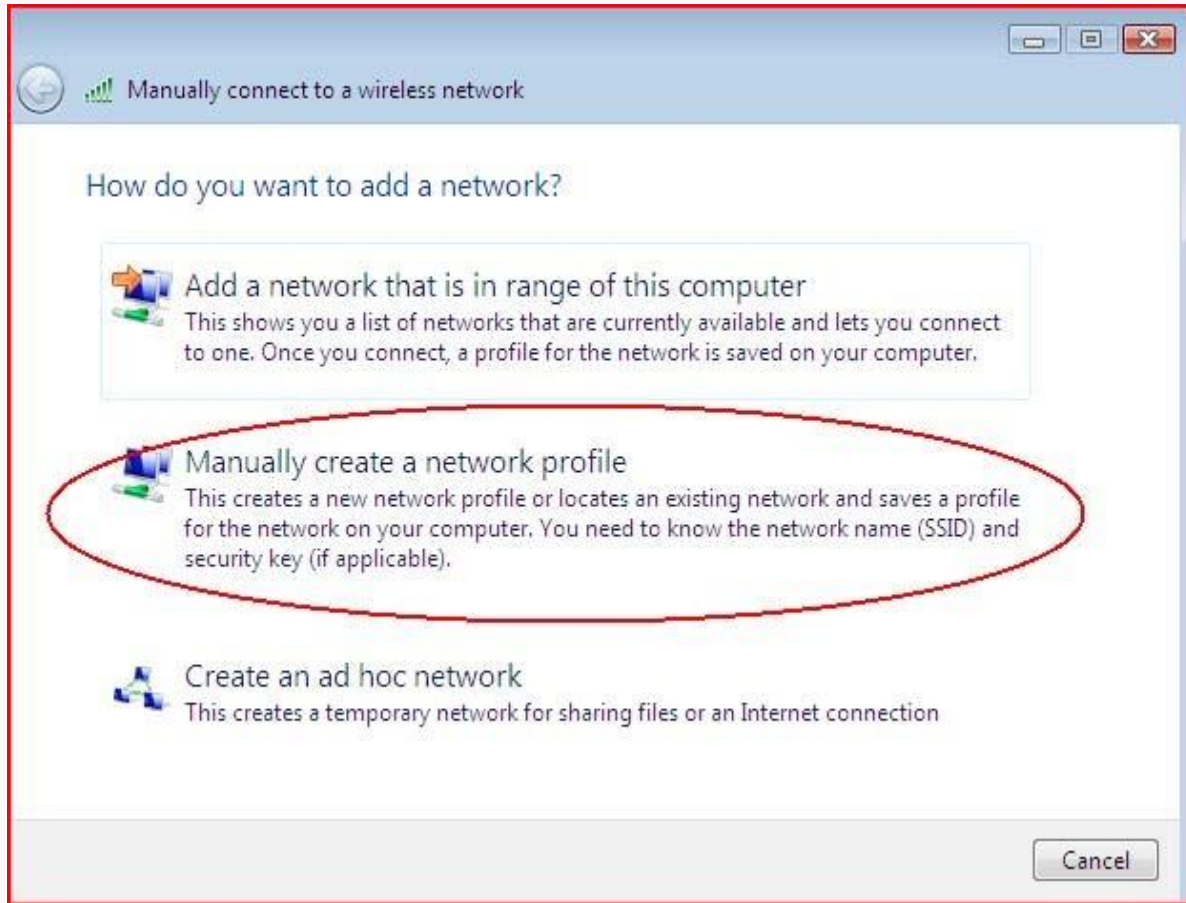 Manually connect to a wireless network
How do you want to add a network?
Add a network that is in range of this computer
This shows you a list of networks that are currently available and lets you connect
to one. Once you connect, a profile for the network is saved on your computer.
Manually create a network profile
This creates a new network profile or locates an existing network and saves a profile
for the network on your computer. You need to know the network name (SSID) and
security key (if applicable).
Create an ad hoc network
This creates a temporary network for sharing files or an Internet connection
Cancel